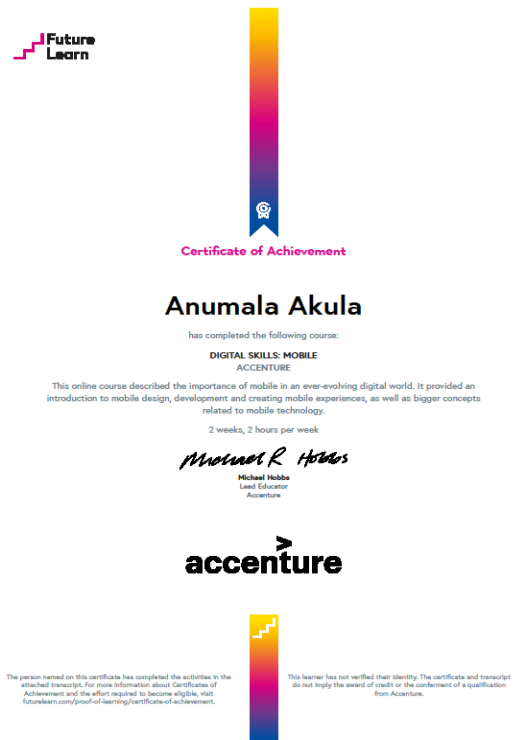 Future
Learn
Certificate of Achievement
Anumala Akula
has completed the following course:
DIGITAL SKILLS: MOBILE
ACCENTURE
This online course described the importance of mobile in an ever-evolving digital world. It provided an
introduction to mobile design, development and creating mobile experiences, as well as bigger concepts
related to mobile technology.
2 weeks, 2 hours per week
Michael R Hobbs
Michael Hobbs
Lead Educator
Accenture
accenture
The person named on this certificate has completed the activities in the
attached transcript. For more information about Certificates of
Achievement and the effort required to become eligible, visit
futurelearn.com/proof-of-learning/certificate-of-achievement.
This learner has not verified their identity. The certificate and transcript
do not imply the award of credit or the conferment of a qualification
from Accenture.